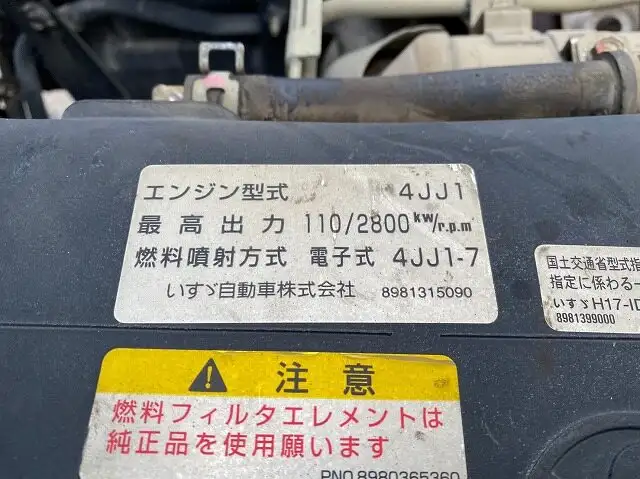 エンジン型式 4JJ1
最高出力 110/2800 kW/r.p.m
燃料噴射方式 電子式 4JJ1-7
いすゞ自動車株式会社 8981315090
国土交通省型式指
指定に係わる一
いすゞH17-ID
8981399000
注意
燃料フィルタエレメントは
純正品を使用願います
PNO.8980365360